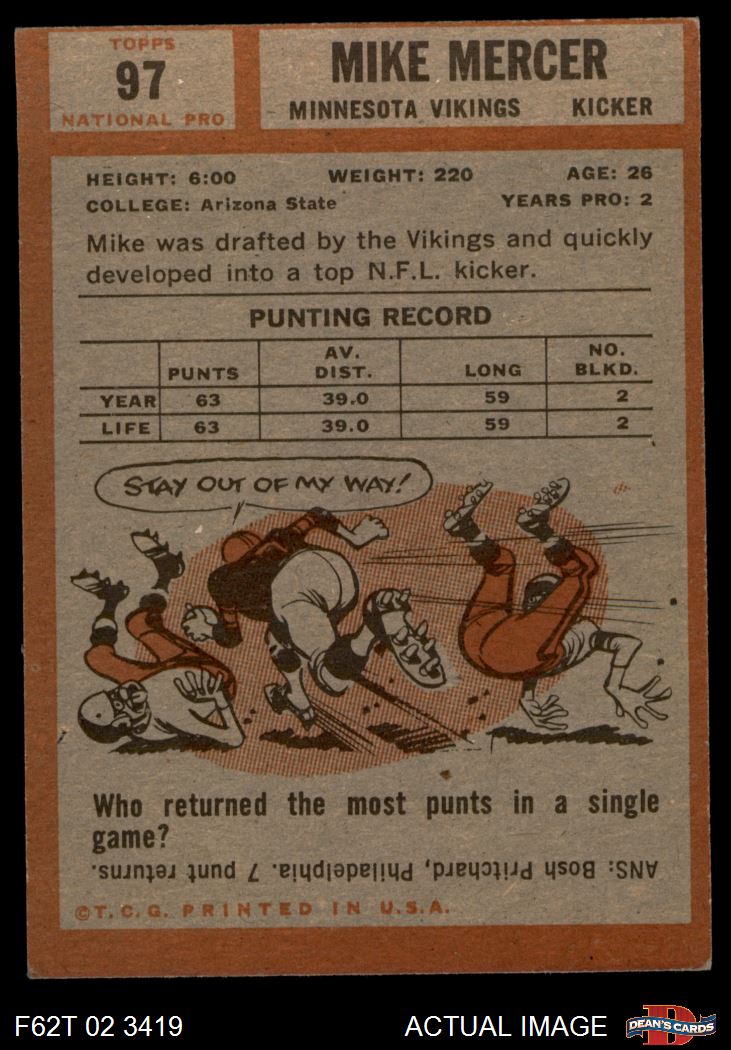 TOPPS
97
NATIONAL PRO
MIKE MERCER
MINNESOTA VIKINGS KICKER
HEIGHT: 6:00 WEIGHT: 220 AGE: 26
COLLEGE: Arizona State YEARS PRO: 2
Mike was drafted by the Vikings and quickly
developed into a top N.F.L. kicker.
PUNTING RECORD
PUNTS AV. DIST. LONG NO. BLKD.
YEAR 63 39.0 59 2
LIFE 63 39.0 59 2
STAY OUT OF MY WAY!
Who returned the most punts in a single
game?
ANS: Bosh Pritchard, Philadelphia. 7 punt returns.
©T.C.G. PRINTED IN U.S.A.
F62T 02 3419 ACTUAL IMAGE
D
DEAN'S CARDS